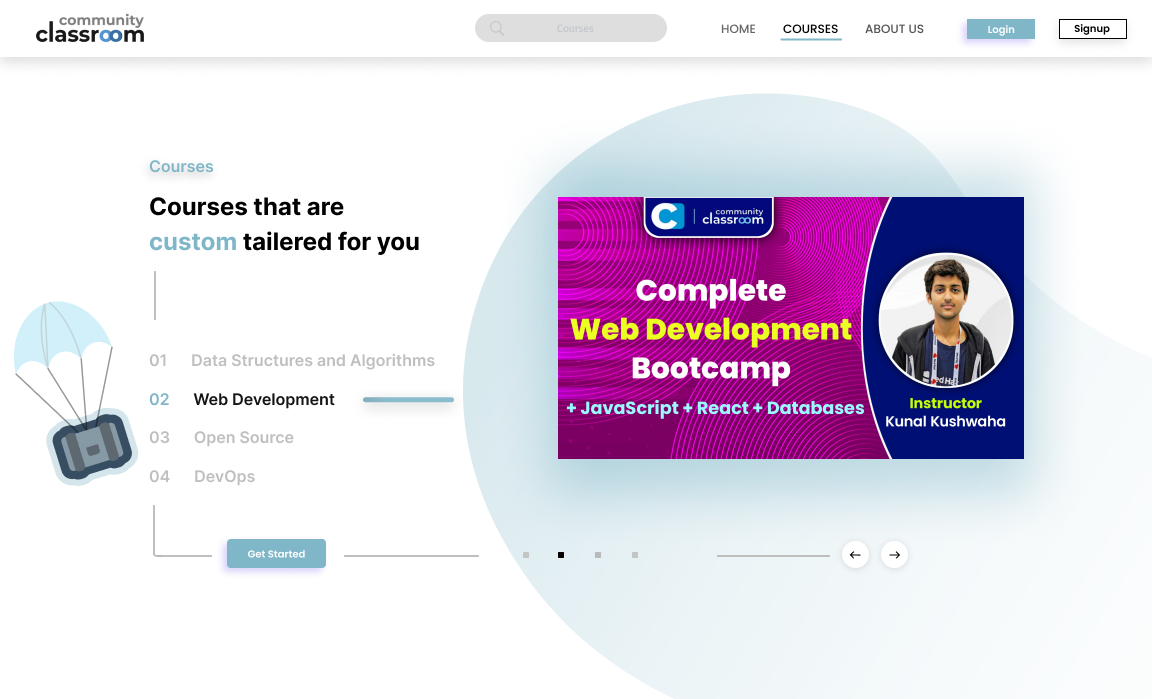 community
classroom
Courses
HOME
COURSES
ABOUT US
Login
Signup
Courses
Courses that are
custom tailered for you
01 Data Structures and Algorithms
02 Web Development
03 Open Source
04 DevOps
Get Started
C
community
classroom
Complete
Web Development
Bootcamp
+ JavaScript + React + Databases
Instructor
Kunal Kushwaha